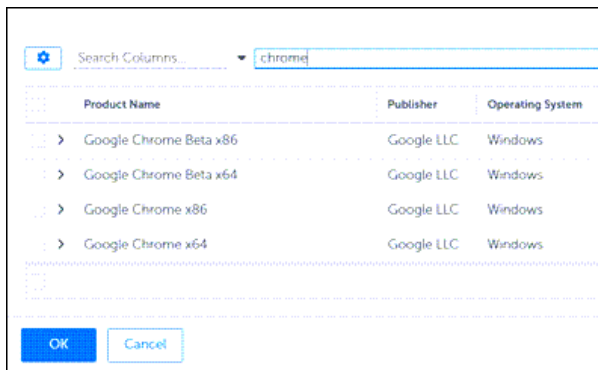 Search Columns... chrome
Product Name Publisher Operating System
Google Chrome Beta x86 Google LLC Windows
Google Chrome Beta x64 Google LLC Windows
Google Chrome x86 Google LLC Windows
Google Chrome x64 Google LLC Windows
OK Cancel